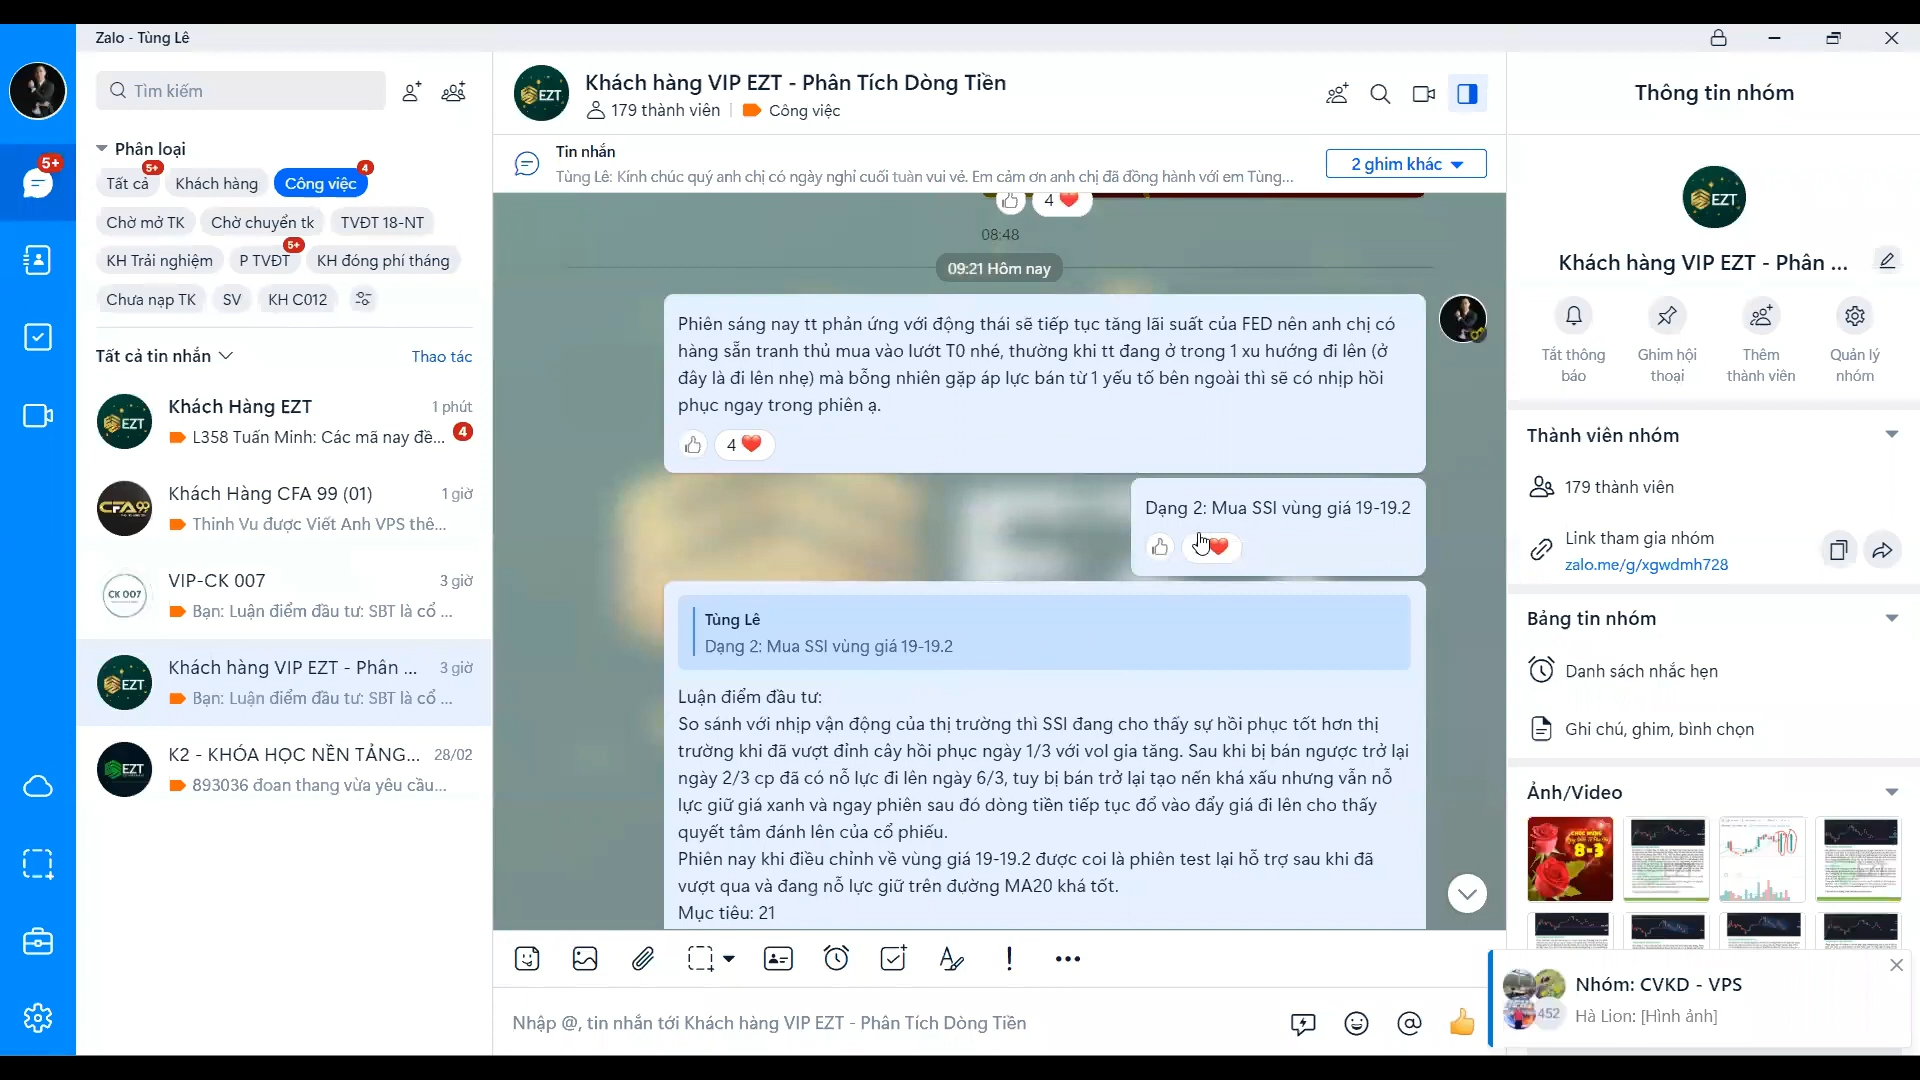 Zalo - Tùng Lê
5+
Tìm kiếm
Phân loại
Tất cả
5+
Khách hàng
Công việc
4
Chờ mở TK
Chờ chuyển tk
TVĐT 18-NT
KH Trải nghiệm
P TVĐT
5+
KH đóng phí tháng
Chưa nạp TK
SV
KH C012
Tất cả tin nhắn
Thao tác
EZT
Khách Hàng EZT
1 phút
L358 Tuấn Minh: Các mã nay đề...
4
CFA99
Khách Hàng CFA 99 (01)
1 giờ
Thinh Vu được Viết Anh VPS thê...
CK 007
VIP-CK 007
3 giờ
Bạn: Luận điểm đầu tư: SBT là cổ ...
EZT
Khách hàng VIP EZT - Phân ...
3 giờ
Bạn: Luận điểm đầu tư: SBT là cổ ...
EZT
K2 - KHÓA HỌC NỀN TẢNG...
28/02
893036 đoan thang vừa yêu cầu...
EZT
Khách hàng VIP EZT - Phân Tích Dòng Tiền
179 thành viên
Công việc
Tin nhắn
Tùng Lê: Kính chúc quý anh chị có ngày nghỉ cuối tuần vui vẻ. Em cảm ơn anh chị đã đồng hành với em Tùng...
2 ghim khác
4
08:48
09:21 Hôm nay
Phiên sáng nay tt phản ứng với động thái sẽ tiếp tục tăng lãi suất của FED nên anh chị có
hàng sẵn tranh thủ mua vào lướt T0 nhé, thường khi tt đang ở trong 1 xu hướng đi lên (ở
đây là đi lên nhẹ) mà bỗng nhiên gặp áp lực bán từ 1 yếu tố bên ngoài thì sẽ có nhịp hồi
phục ngay trong phiên ạ.
4
Dạng 2: Mua SSI vùng giá 19-19.2
Tùng Lê
Dạng 2: Mua SSI vùng giá 19-19.2
Luận điểm đầu tư:
So sánh với nhịp vận động của thị trường thì SSI đang cho thấy sự hồi phục tốt hơn thị
trường khi đã vượt đỉnh cây hồi phục ngày 1/3 với vol gia tăng. Sau khi bị bán ngược trở lại
ngày 2/3 cp đã có nỗ lực đi lên ngày 6/3, tuy bị bán trở lại tạo nến khá xấu nhưng vẫn nỗ
lực giữ giá xanh và ngay phiên sau đó dòng tiền tiếp tục đổ vào đẩy giá đi lên cho thấy
quyết tâm đánh lên của cổ phiếu.
Phiên nay khi điều chỉnh về vùng giá 19-19.2 được coi là phiên test lại hỗ trợ sau khi đã
vượt qua và đang nỗ lực giữ trên đường MA20 khá tốt.
Mục tiêu: 21
Nhập @, tin nhắn tới Khách hàng VIP EZT - Phân Tích Dòng Tiền
Thông tin nhóm
EZT
Khách hàng VIP EZT - Phân ...
Tắt thông
báo
Ghim hội
thoại
Thêm
thành viên
Quản lý
nhóm
Thành viên nhóm
179 thành viên
Link tham gia nhóm
zalo.me/g/xgwdmh728
Bảng tin nhóm
Danh sách nhắc hẹn
Ghi chú, ghim, bình chọn
Ảnh/Video
8-3
452
Nhóm: CVKD - VPS
Hà Lion: [Hình ảnh]